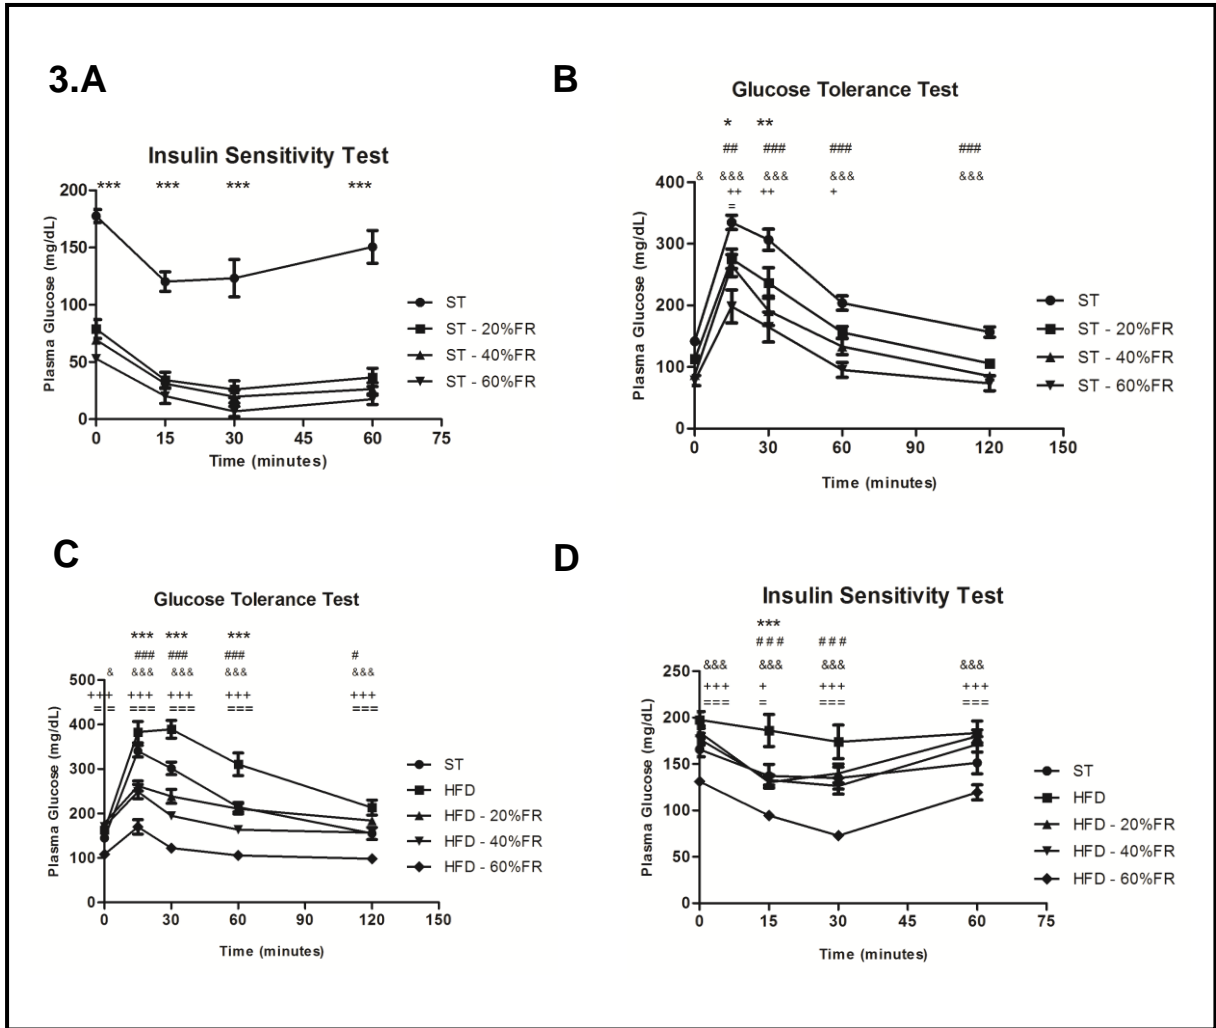 3.A
Insulin Sensitivity Test
*** *** *** ***
200
150
100
50
0
Plasma Glucose (mg/dL)
0 15 30 45 60 75
Time (minutes)
ST
ST - 20%FR
ST - 40%FR
ST - 60%FR
B
Glucose Tolerance Test
* **
## ### ### ###
& &&& &&& &&& &&&
++ ++ +
=
400
300
200
100
0
Plasma Glucose (mg/dL)
0 30 60 90 120 150
Time (minutes)
ST
ST - 20%FR
ST - 40%FR
ST - 60%FR
C
Glucose Tolerance Test
*** *** ***
### ### ### #
& &&& &&& &&& &&&
+++ +++ +++ +++ +++
=== === === === ===
500
400
300
200
100
0
Plasma Glucose (mg/dL)
0 30 60 90 120 150
Time (minutes)
ST
HFD
HFD - 20%FR
HFD - 40%FR
HFD - 60%FR
D
Insulin Sensitivity Test
***
### ###
&&& &&& &&& &&&
+++ + +++ +++
=== = === ===
250
200
150
100
50
0
Plasma Glucose (mg/dL)
0 15 30 45 60 75
Time (minutes)
ST
HFD
HFD - 20%FR
HFD - 40%FR
HFD - 60%FR